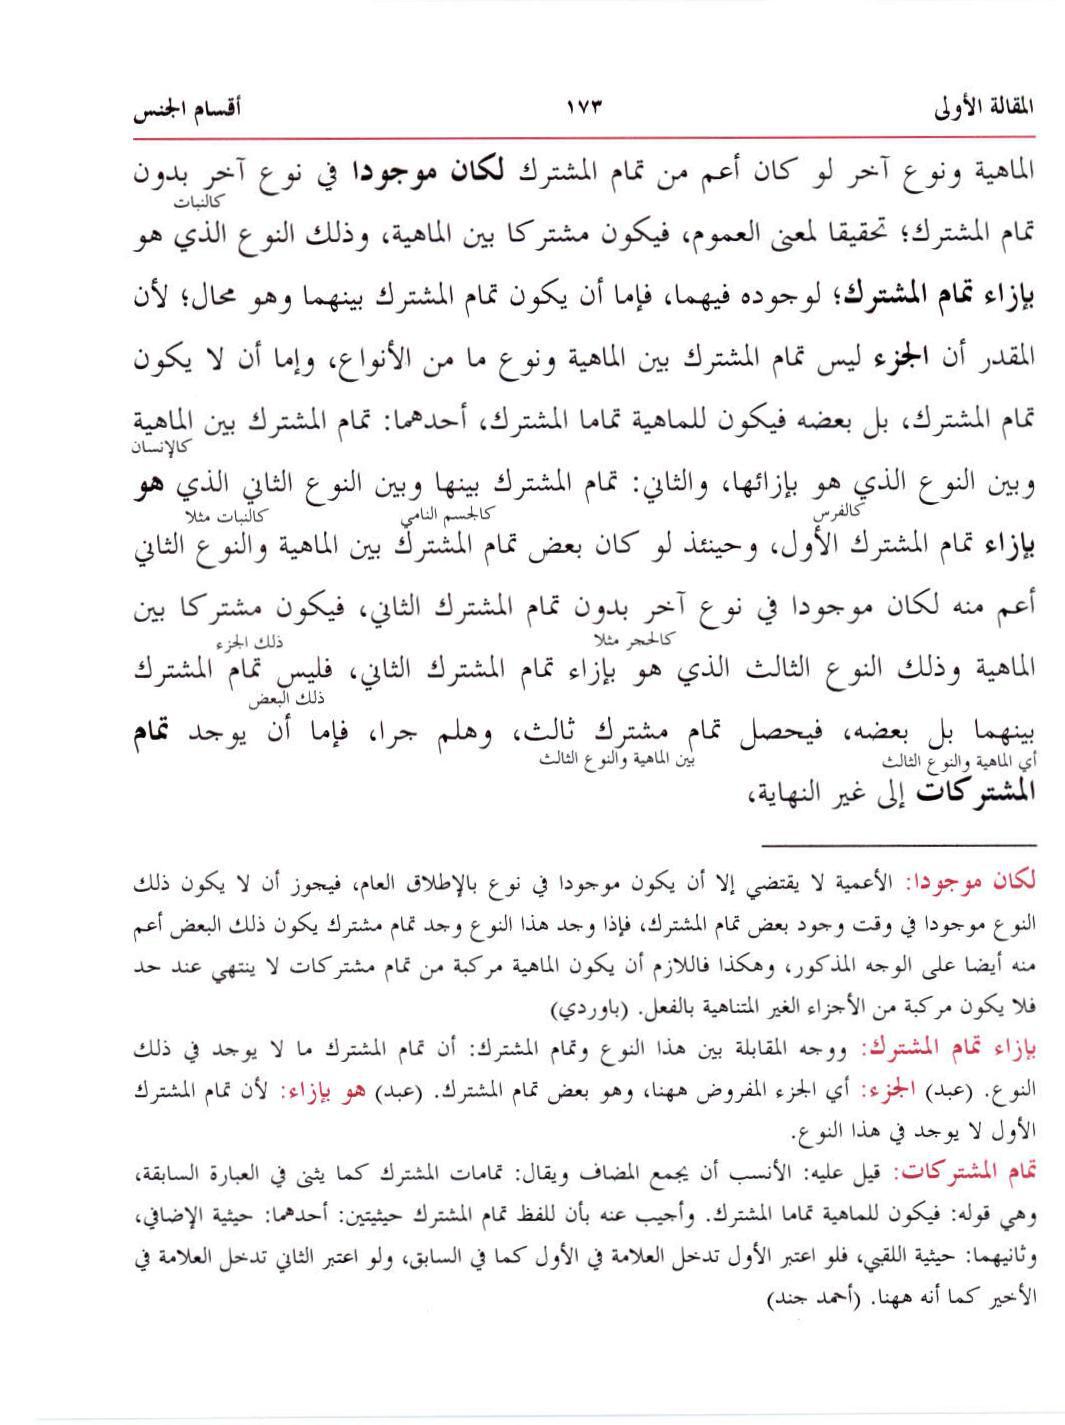 المقالة الأولى ١٧٣ أقسام الجنس
الماهية ونوع آخر لو كان أعم من تمام المشترك لكان موجودا في نوع آخر بدون
كالنبات
تمام المشترك؛ تحقيقا لمعنى العموم، فيكون مشتركا بين الماهية، وذلك النوع الذي هو
بإزاء تمام المشترك؛ لوجوده فيهما، فإما أن يكون تمام المشترك بينهما وهو محال؛ لأن
المقدر أن الجزء ليس تمام المشترك بين الماهية ونوع ما من الأنواع، وإما أن لا يكون
تمام المشترك، بل بعضه فيكون للماهية تماما المشترك، أحدهما: تمام المشترك بين الماهية
كالإنسان
وبين النوع الذي هو بإزائها، والثاني: تمام المشترك بينها وبين النوع الثاني الذي هو
كالفرس كالجسم النامي كالنبات مثلا
بإزاء تمام المشترك الأول، وحينئذ لو كان بعض تمام المشترك بين الماهية والنوع الثاني
أعم منه لكان موجودا في نوع آخر بدون تمام المشترك الثاني، فيكون مشتركا بين
كالحجر مثلا ذلك الجزء
الماهية وذلك النوع الثالث الذي هو بإزاء تمام المشترك الثاني، فليس تمام المشترك
ذلك البعض
بينهما بل بعضه، فيحصل تمام مشترك ثالث، وهلم جرا، فإما أن يوجد تمام
أي الماهية والنوع الثالث بين الماهية والنوع الثالث
المشتركات إلى غير النهاية،
لكان موجودا: الأعمية لا يقتضي إلا أن يكون موجودا في نوع بالإطلاق العام، فيجوز أن لا يكون ذلك
النوع موجودا في وقت وجود بعض تمام المشترك، فإذا وجد هذا النوع وجد تمام مشترك يكون ذلك البعض أعم
منه أيضا على الوجه المذكور، وهكذا فاللازم أن يكون الماهية مركبة من تمام مشتركات لا ينتهي عند حد
فلا يكون مركبة من الأجزاء الغير المتناهية بالفعل. (باوردي)
بإزاء تمام المشترك: ووجه المقابلة بين هذا النوع وتمام المشترك: أن تمام المشترك ما لا يوجد في ذلك
النوع. (عبد) الجزء: أي الجزء المفروض ههنا، وهو بعض تمام المشترك. (عبد) هو بإزاء: لأن تمام المشترك
الأول لا يوجد في هذا النوع.
تمام المشتركات: قيل عليه: الأنسب أن يجمع المضاف ويقال: تمامات المشترك كما يثنى في العبارة السابقة،
وهي قوله: فيكون للماهية تماما المشترك. وأجيب عنه بأن للفظ تمام المشترك حيثيتين: أحدهما: حيثية الإضافي،
وثانيهما: حيثية اللقبي، فلو اعتبر الأول تدخل العلامة في الأول كما في السابق، ولو اعتبر الثاني تدخل العلامة في
الأخير كما أنه ههنا. (أحمد جند)